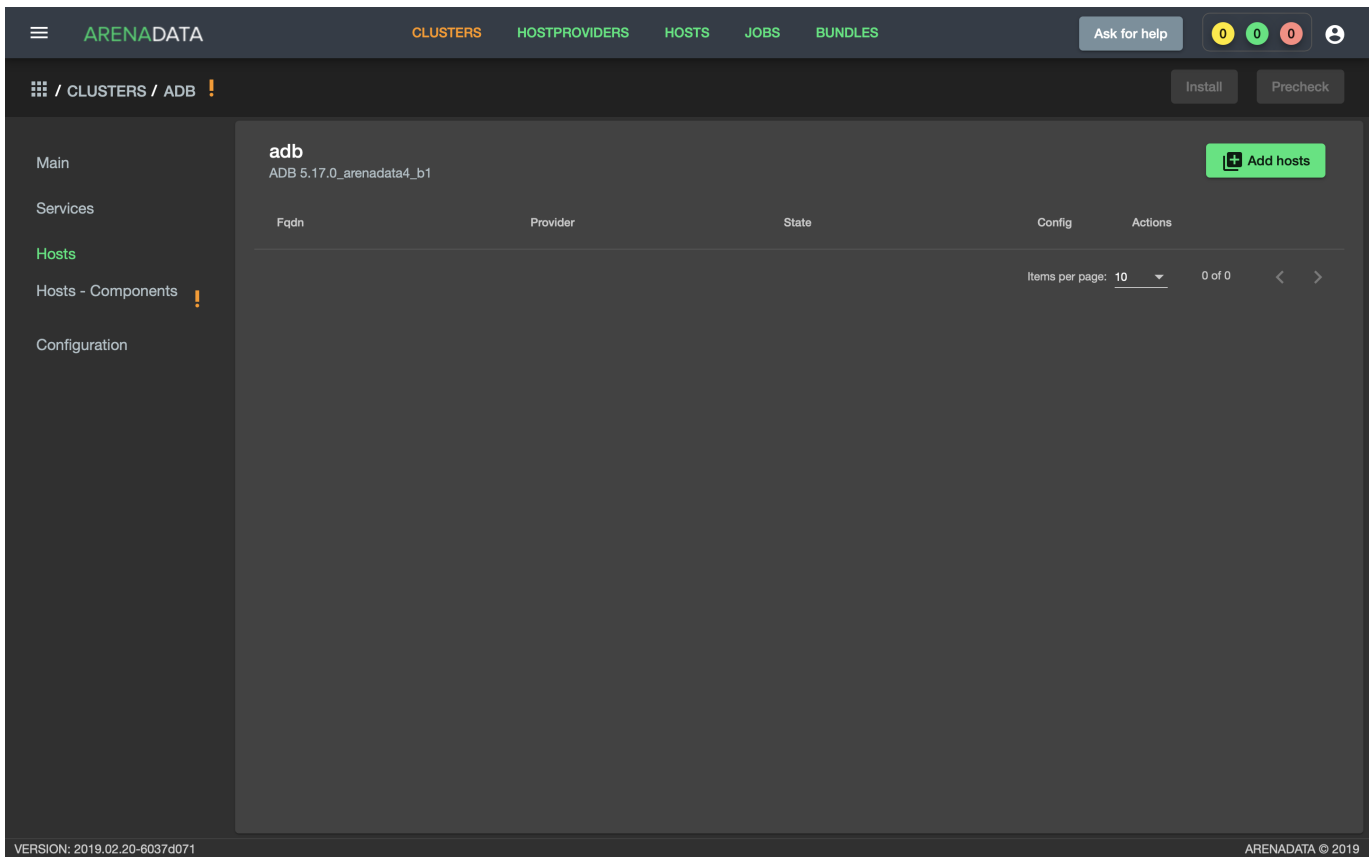 ARENADATA CLUSTERS HOSTPROVIDERS HOSTS JOBS BUNDLES Ask for help 0 0 0
/ CLUSTERS / ADB ! Install Precheck
Main
Services
Hosts
Hosts - Components !
Configuration
adb
ADB 5.17.0_arenadata4_b1
Add hosts
Fqdn Provider State Config Actions
Items per page: 10 0 of 0
VERSION: 2019.02.20-6037d071 ARENADATA © 2019